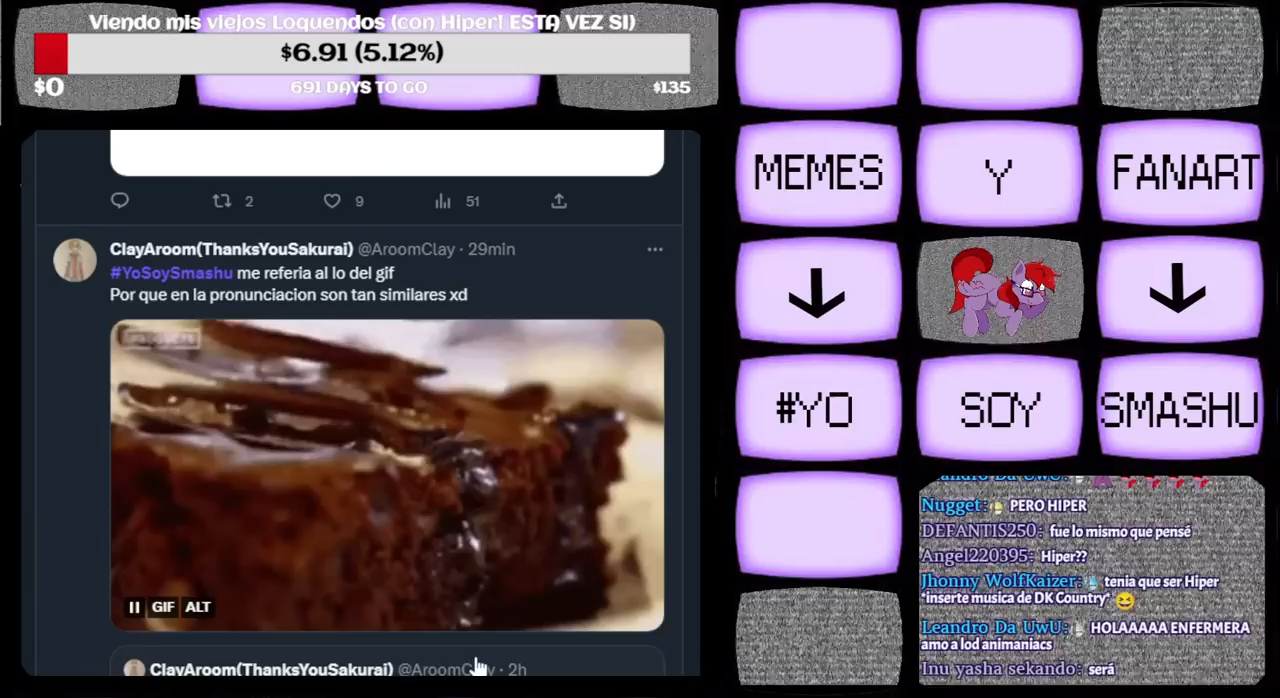 Viendo mis viejos Loquendos (con Hiper! ESTA VEZ SI)
$6.91 (5.12%)
$0
691 DAYS TO GO
$135
2
9
51
ClayAroom(ThanksYouSakurai) @AroomClay · 29min
#YoSoySmashu me referia al lo del gif
Por que en la pronunciacion son tan similares xd
GIF
ALT
ClayAroom(ThanksYouSakurai) @AroomClay · 2h
MEMES
Y
FANART
#YO
SOY
SMASHU
Leandro Da UwU:
Nugget: PERO HIPER
DEFANTIS250: fue lo mismo que pensé
Angel220395: Hiper??
Jhonny WolfKaizer: tenia que ser Hiper
*inserte musica de DK Country* 😆
Leandro Da UwU: HOLAAAAA ENFERMERA
amo a lod animaniacs
Inu yasha sekando: será